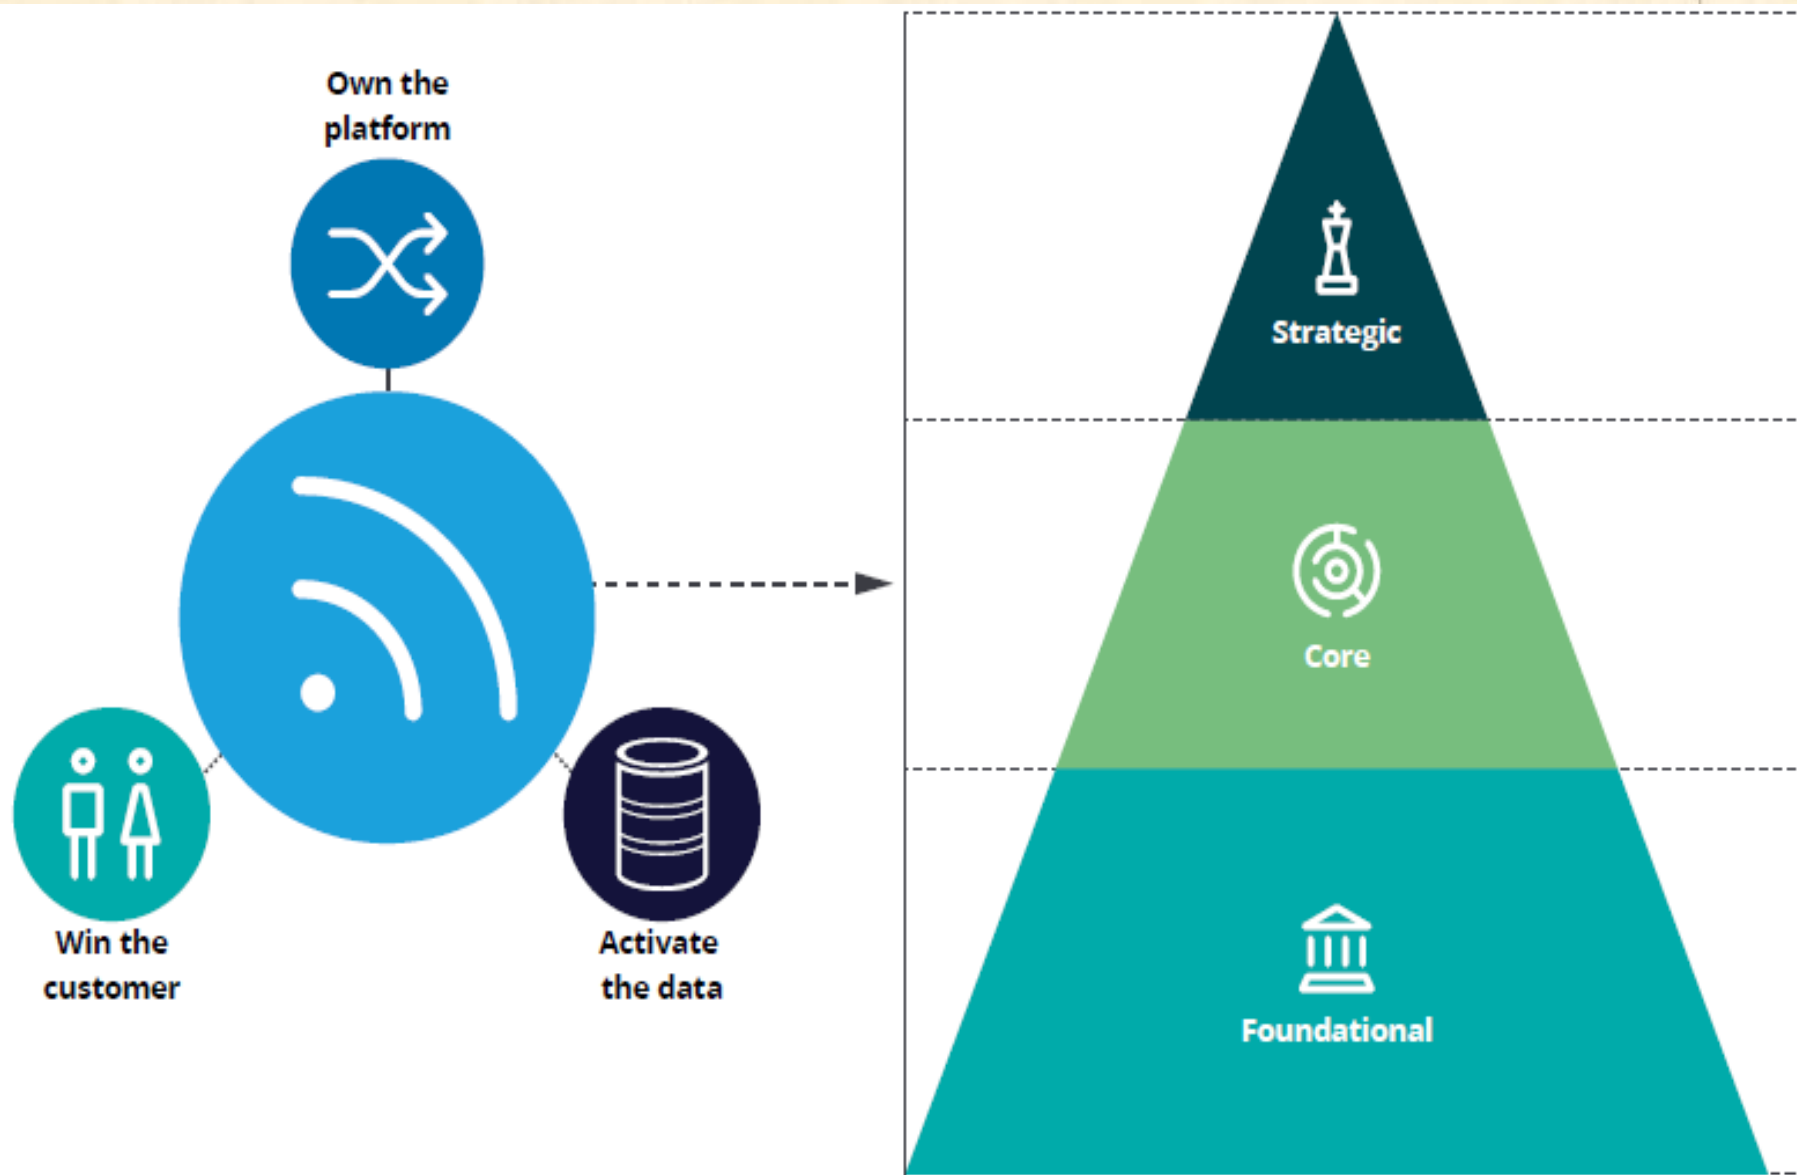 Own the
platform
Win the
customer
Activate
the data
Strategic
Core
Foundational